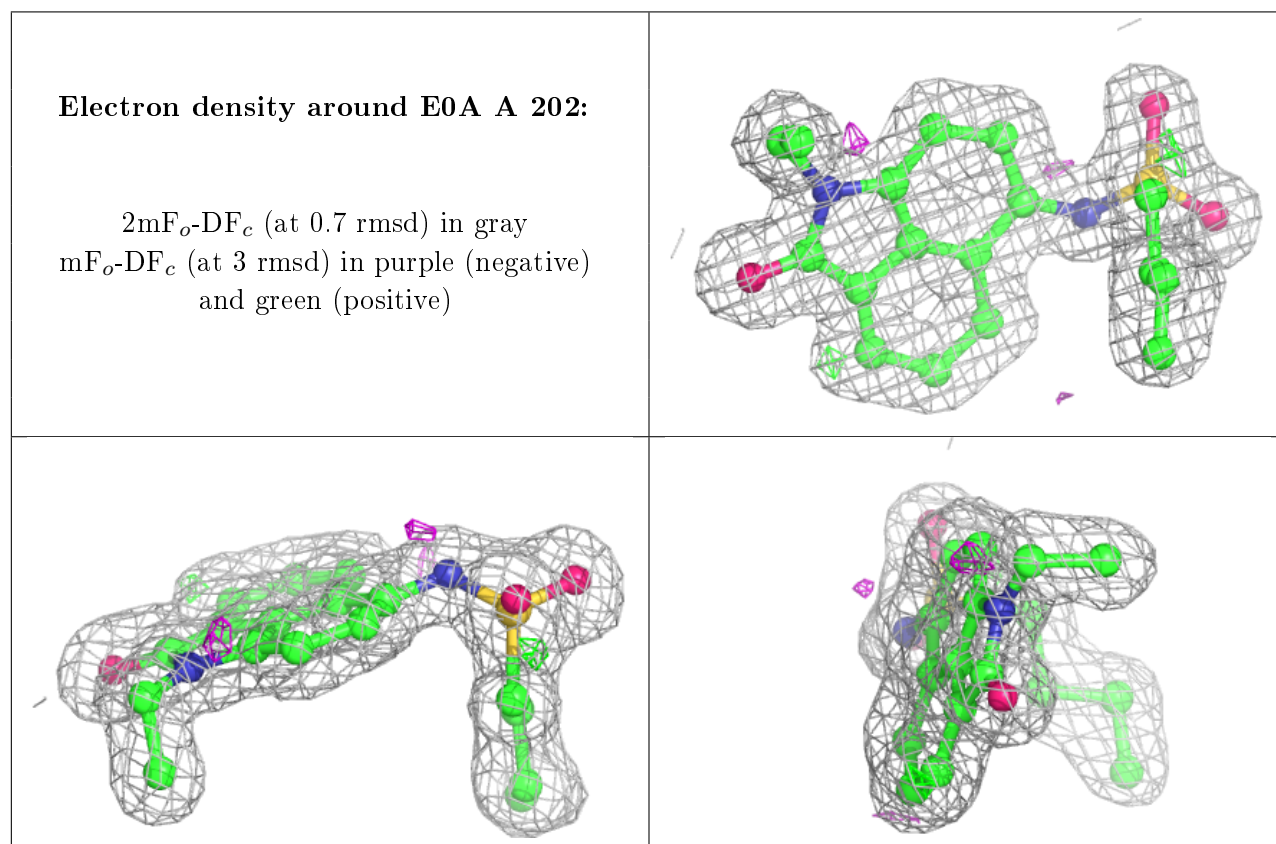 Electron density around E0A A 202:
2mFo-DFc (at 0.7 rmsd) in gray
mFo-DFc (at 3 rmsd) in purple (negative)
and green (positive)